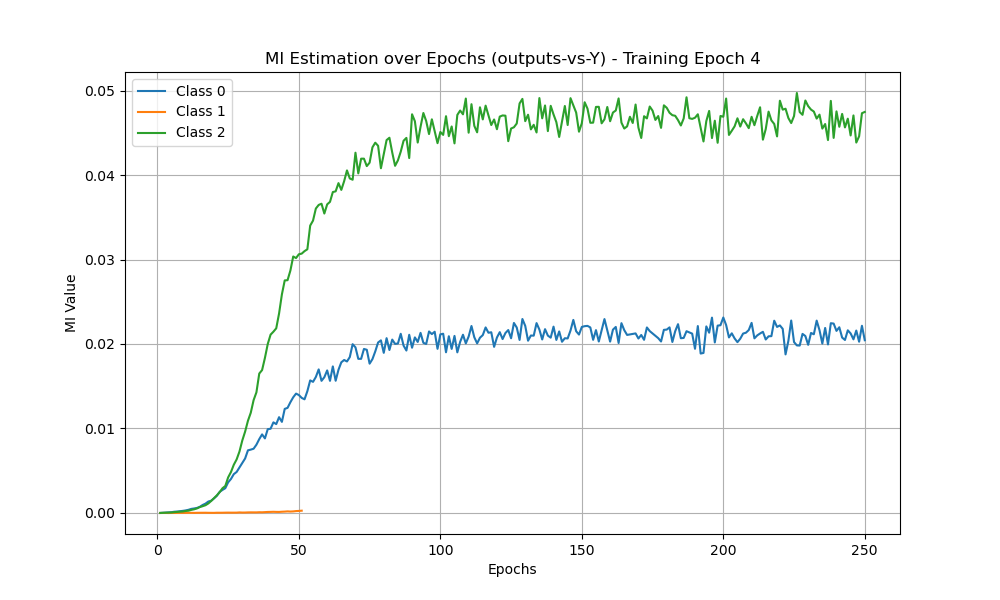 MI Estimation over Epochs (outputs-vs-Y) - Training Epoch 4
Class 0
Class 1
Class 2
MI Value
0.05
0.04
0.03
0.02
0.01
0.00
0
50
100
150
200
250
Epochs